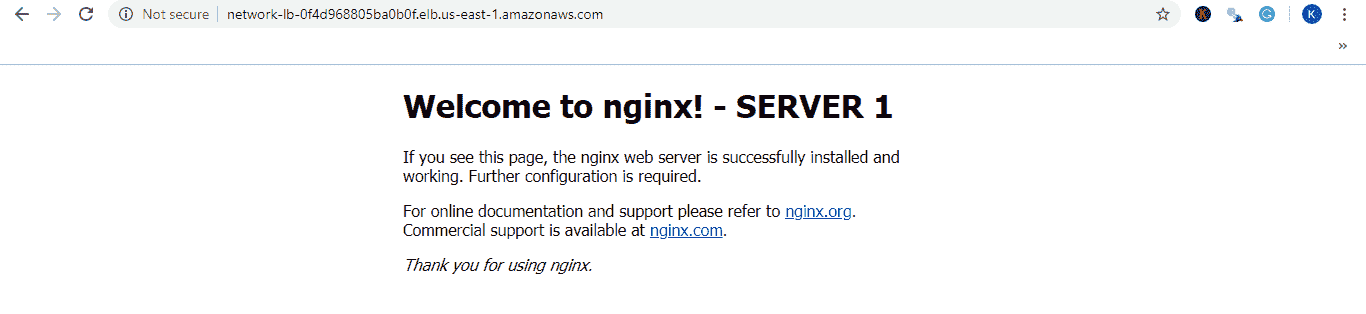 Not secure | network-lb-0f4d968805ba0b0f.elb.us-east-1.amazonaws.com
K
G
K
»
Welcome to nginx! - SERVER 1
If you see this page, the nginx web server is successfully installed and
working. Further configuration is required.
For online documentation and support please refer to nginx.org.
Commercial support is available at nginx.com.
Thank you for using nginx.